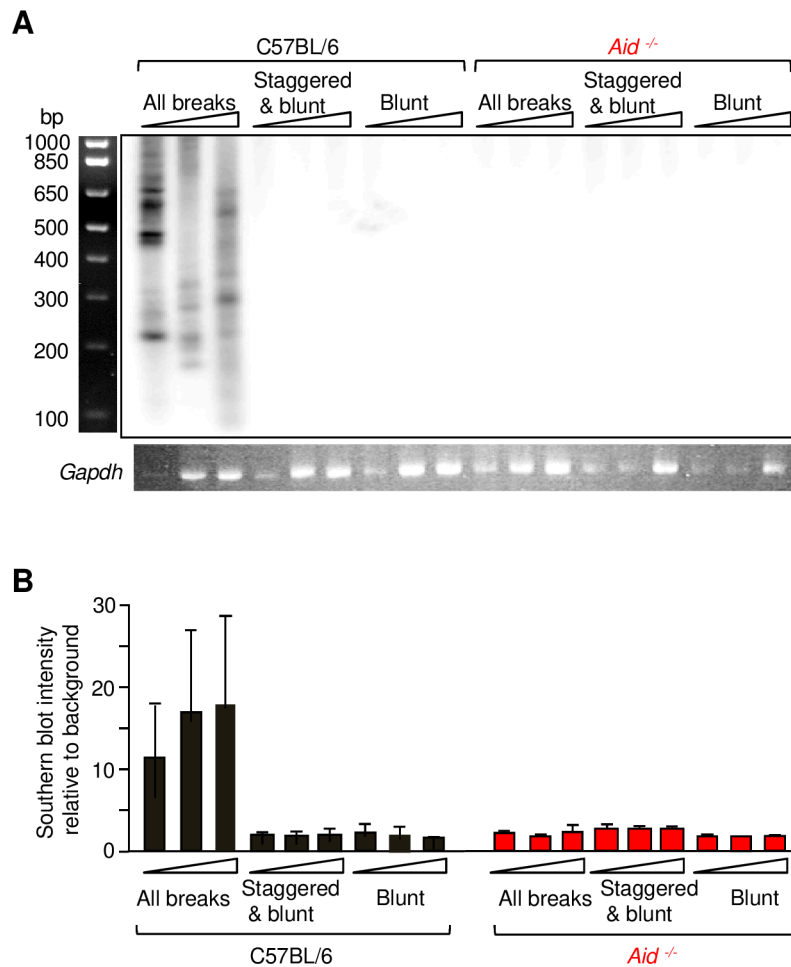 A
C57BL/6
Aid -/-
All breaks
Staggered
& blunt
Blunt
All breaks
Staggered
& blunt
Blunt
bp
1000
850
650
500
400
300
200
100
Gapdh
B
Southern blot intensity
relative to background
30
20
10
0
All breaks
Staggered
& blunt
Blunt
All breaks
Staggered
& blunt
Blunt
C57BL/6
Aid -/-